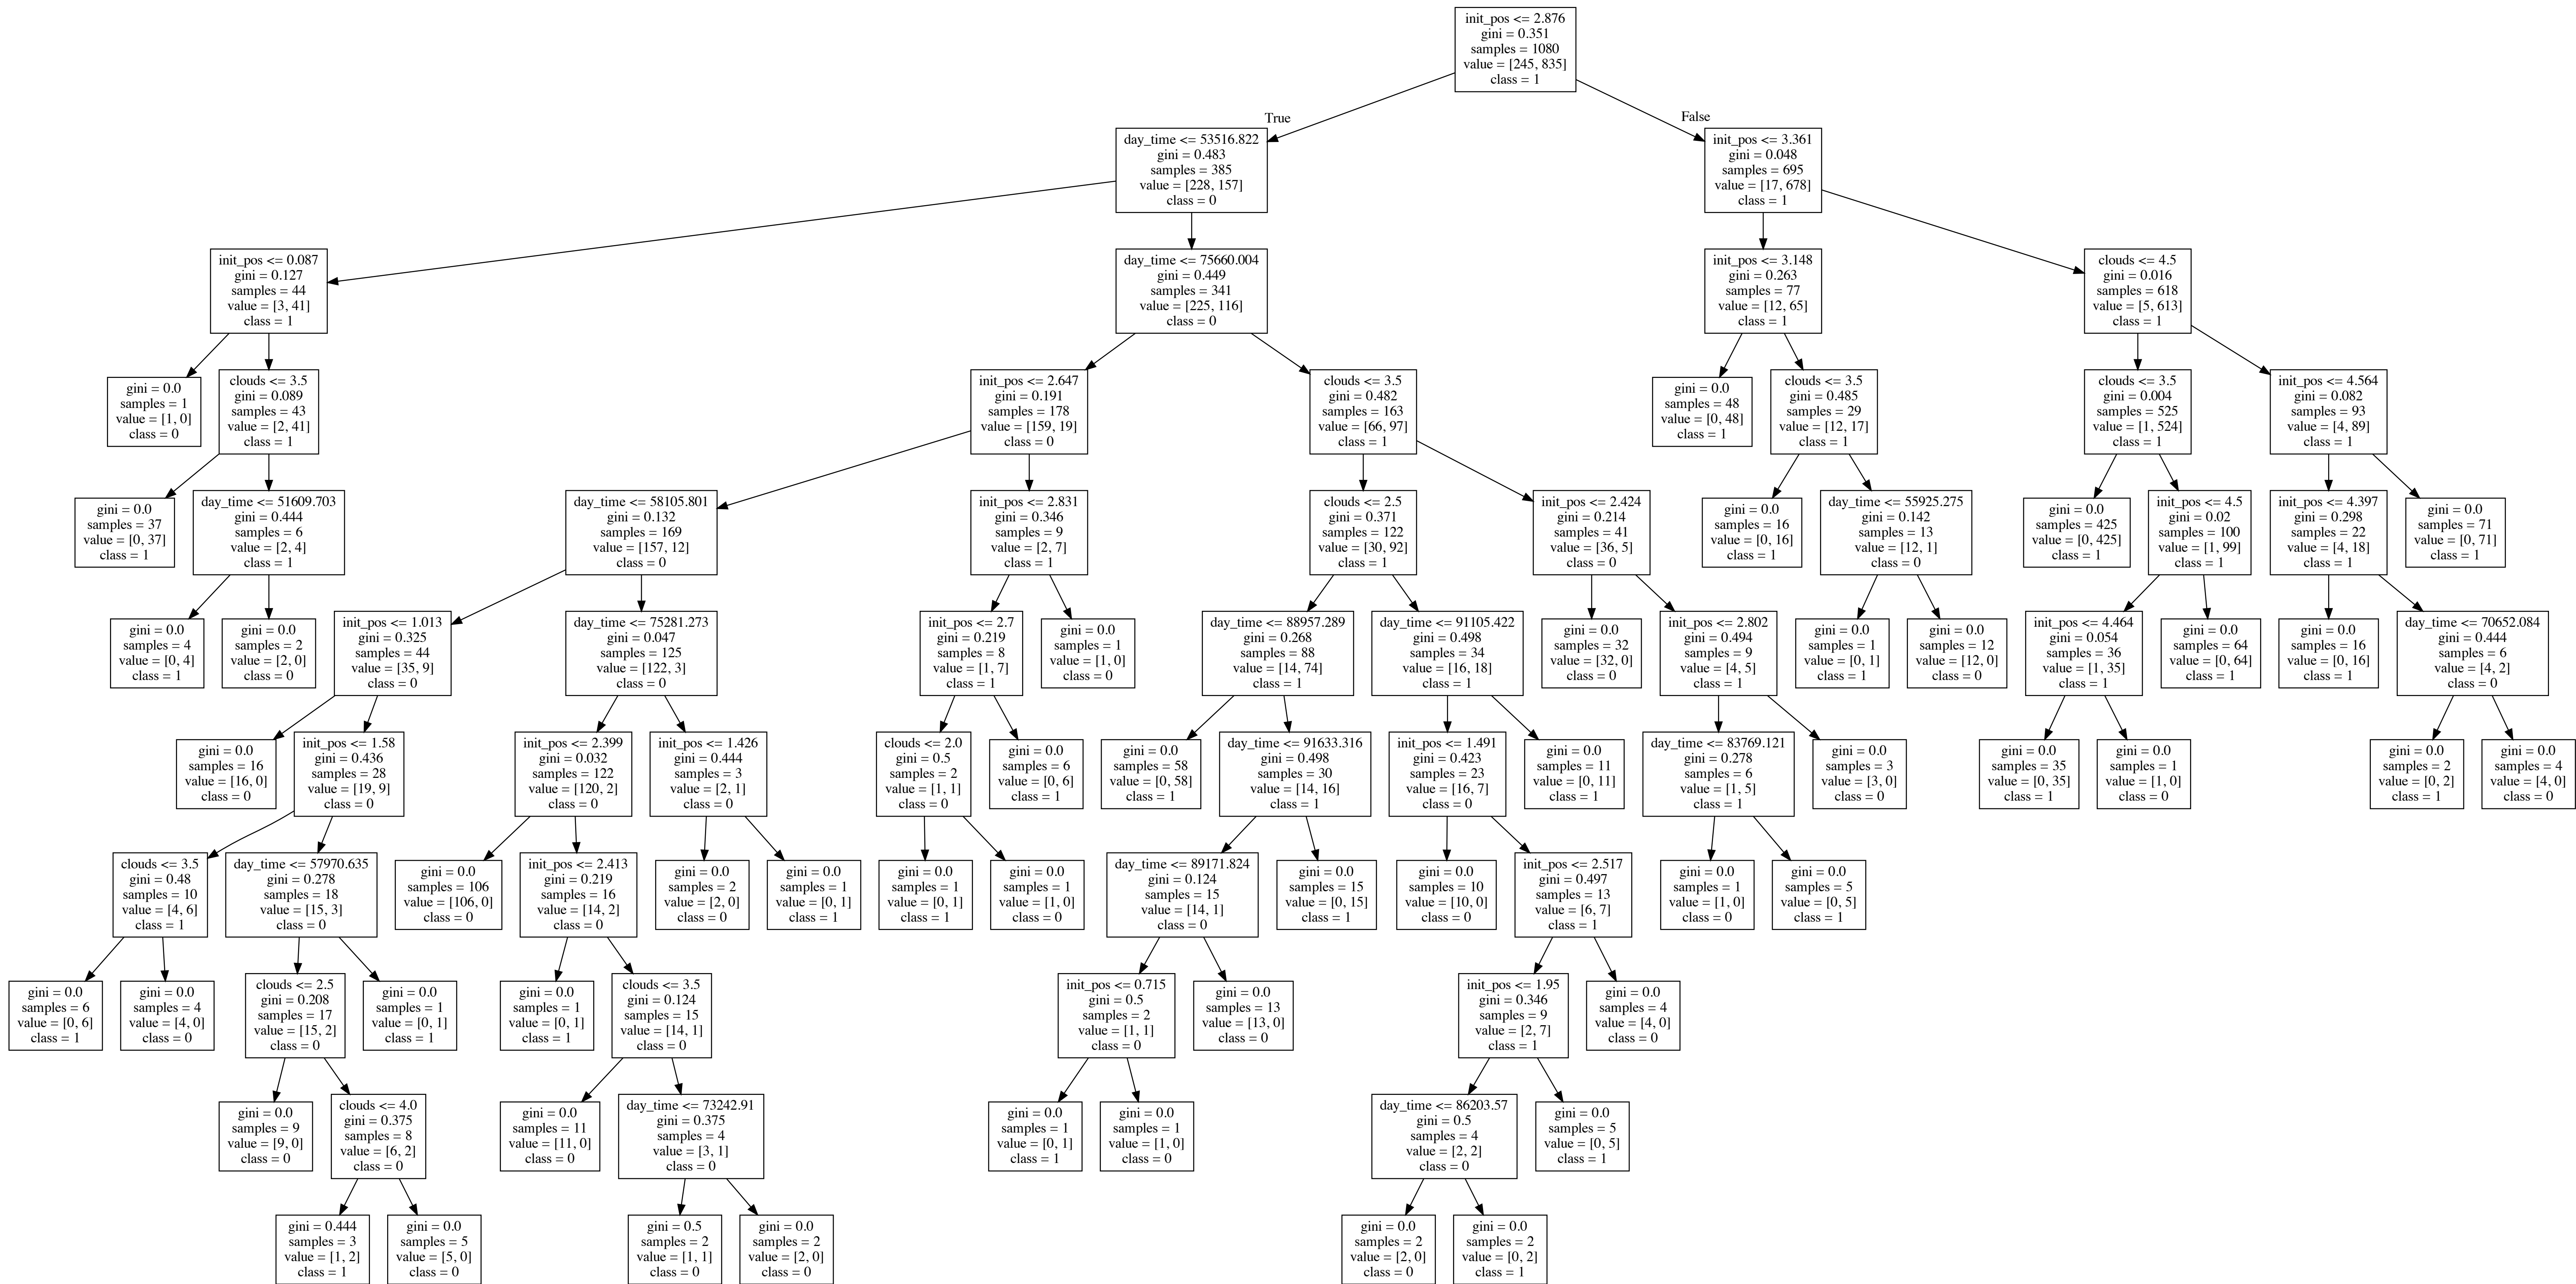 init_pos <= 2.876
gini = 0.351
samples = 1080
value = [245, 835]
class = 1
True
False
day_time <= 53516.822
gini = 0.483
samples = 385
value = [228, 157]
class = 0
init_pos <= 3.361
gini = 0.048
samples = 695
value = [17, 678]
class = 1
init_pos <= 0.087
gini = 0.127
samples = 44
value = [3, 41]
class = 1
day_time <= 75660.004
gini = 0.449
samples = 341
value = [225, 116]
class = 0
init_pos <= 3.148
gini = 0.263
samples = 77
value = [12, 65]
class = 1
clouds <= 4.5
gini = 0.016
samples = 618
value = [5, 613]
class = 1
gini = 0.0
samples = 1
value = [1, 0]
class = 0
clouds <= 3.5
gini = 0.089
samples = 43
value = [2, 41]
class = 1
init_pos <= 2.647
gini = 0.191
samples = 178
value = [159, 19]
class = 0
clouds <= 3.5
gini = 0.482
samples = 163
value = [66, 97]
class = 1
gini = 0.0
samples = 48
value = [0, 48]
class = 1
clouds <= 3.5
gini = 0.485
samples = 29
value = [12, 17]
class = 1
clouds <= 3.5
gini = 0.004
samples = 525
value = [1, 524]
class = 1
init_pos <= 4.564
gini = 0.082
samples = 93
value = [4, 89]
class = 1
gini = 0.0
samples = 37
value = [0, 37]
class = 1
day_time <= 51609.703
gini = 0.444
samples = 6
value = [2, 4]
class = 1
day_time <= 58105.801
gini = 0.132
samples = 169
value = [157, 12]
class = 0
init_pos <= 2.831
gini = 0.346
samples = 9
value = [2, 7]
class = 1
clouds <= 2.5
gini = 0.371
samples = 122
value = [30, 92]
class = 1
init_pos <= 2.424
gini = 0.214
samples = 41
value = [36, 5]
class = 0
gini = 0.0
samples = 16
value = [0, 16]
class = 1
day_time <= 55925.275
gini = 0.142
samples = 13
value = [12, 1]
class = 0
gini = 0.0
samples = 425
value = [0, 425]
class = 1
init_pos <= 4.5
gini = 0.02
samples = 100
value = [1, 99]
class = 1
init_pos <= 4.397
gini = 0.298
samples = 22
value = [4, 18]
class = 1
gini = 0.0
samples = 71
value = [0, 71]
class = 1
gini = 0.0
samples = 4
value = [0, 4]
class = 1
gini = 0.0
samples = 2
value = [2, 0]
class = 0
init_pos <= 1.013
gini = 0.325
samples = 44
value = [35, 9]
class = 0
day_time <= 75281.273
gini = 0.047
samples = 125
value = [122, 3]
class = 0
init_pos <= 2.7
gini = 0.219
samples = 8
value = [1, 7]
class = 1
gini = 0.0
samples = 1
value = [1, 0]
class = 0
day_time <= 88957.289
gini = 0.268
samples = 88
value = [14, 74]
class = 1
day_time <= 91105.422
gini = 0.498
samples = 34
value = [16, 18]
class = 1
gini = 0.0
samples = 32
value = [32, 0]
class = 0
init_pos <= 2.802
gini = 0.494
samples = 9
value = [4, 5]
class = 1
gini = 0.0
samples = 1
value = [0, 1]
class = 1
gini = 0.0
samples = 12
value = [12, 0]
class = 0
init_pos <= 4.464
gini = 0.054
samples = 36
value = [1, 35]
class = 1
gini = 0.0
samples = 64
value = [0, 64]
class = 1
gini = 0.0
samples = 16
value = [0, 16]
class = 1
day_time <= 70652.084
gini = 0.444
samples = 6
value = [4, 2]
class = 0
gini = 0.0
samples = 16
value = [16, 0]
class = 0
init_pos <= 1.58
gini = 0.436
samples = 28
value = [19, 9]
class = 0
init_pos <= 2.399
gini = 0.032
samples = 122
value = [120, 2]
class = 0
init_pos <= 1.426
gini = 0.444
samples = 3
value = [2, 1]
class = 0
clouds <= 2.0
gini = 0.5
samples = 2
value = [1, 1]
class = 0
gini = 0.0
samples = 6
value = [0, 6]
class = 1
gini = 0.0
samples = 58
value = [0, 58]
class = 1
day_time <= 91633.316
gini = 0.498
samples = 30
value = [14, 16]
class = 1
init_pos <= 1.491
gini = 0.423
samples = 23
value = [16, 7]
class = 0
gini = 0.0
samples = 11
value = [0, 11]
class = 1
day_time <= 83769.121
gini = 0.278
samples = 6
value = [1, 5]
class = 1
gini = 0.0
samples = 3
value = [3, 0]
class = 0
gini = 0.0
samples = 35
value = [0, 35]
class = 1
gini = 0.0
samples = 1
value = [1, 0]
class = 0
gini = 0.0
samples = 2
value = [0, 2]
class = 1
gini = 0.0
samples = 4
value = [4, 0]
class = 0
clouds <= 3.5
gini = 0.48
samples = 10
value = [4, 6]
class = 1
day_time <= 57970.635
gini = 0.278
samples = 18
value = [15, 3]
class = 0
gini = 0.0
samples = 106
value = [106, 0]
class = 0
init_pos <= 2.413
gini = 0.219
samples = 16
value = [14, 2]
class = 0
gini = 0.0
samples = 2
value = [2, 0]
class = 0
gini = 0.0
samples = 1
value = [0, 1]
class = 1
gini = 0.0
samples = 1
value = [0, 1]
class = 1
gini = 0.0
samples = 1
value = [1, 0]
class = 0
day_time <= 89171.824
gini = 0.124
samples = 15
value = [14, 1]
class = 0
gini = 0.0
samples = 15
value = [0, 15]
class = 1
gini = 0.0
samples = 10
value = [10, 0]
class = 0
init_pos <= 2.517
gini = 0.497
samples = 13
value = [6, 7]
class = 1
gini = 0.0
samples = 1
value = [1, 0]
class = 0
gini = 0.0
samples = 5
value = [0, 5]
class = 1
gini = 0.0
samples = 6
value = [0, 6]
class = 1
gini = 0.0
samples = 4
value = [4, 0]
class = 0
clouds <= 2.5
gini = 0.208
samples = 17
value = [15, 2]
class = 0
gini = 0.0
samples = 1
value = [0, 1]
class = 1
gini = 0.0
samples = 1
value = [0, 1]
class = 1
clouds <= 3.5
gini = 0.124
samples = 15
value = [14, 1]
class = 0
init_pos <= 0.715
gini = 0.5
samples = 2
value = [1, 1]
class = 0
gini = 0.0
samples = 13
value = [13, 0]
class = 0
init_pos <= 1.95
gini = 0.346
samples = 9
value = [2, 7]
class = 1
gini = 0.0
samples = 4
value = [4, 0]
class = 0
gini = 0.0
samples = 9
value = [9, 0]
class = 0
clouds <= 4.0
gini = 0.375
samples = 8
value = [6, 2]
class = 0
gini = 0.0
samples = 11
value = [11, 0]
class = 0
day_time <= 73242.91
gini = 0.375
samples = 4
value = [3, 1]
class = 0
gini = 0.0
samples = 1
value = [0, 1]
class = 1
gini = 0.0
samples = 1
value = [1, 0]
class = 0
day_time <= 86203.57
gini = 0.5
samples = 4
value = [2, 2]
class = 0
gini = 0.0
samples = 5
value = [0, 5]
class = 1
gini = 0.444
samples = 3
value = [1, 2]
class = 1
gini = 0.0
samples = 5
value = [5, 0]
class = 0
gini = 0.5
samples = 2
value = [1, 1]
class = 0
gini = 0.0
samples = 2
value = [2, 0]
class = 0
gini = 0.0
samples = 2
value = [2, 0]
class = 0
gini = 0.0
samples = 2
value = [0, 2]
class = 1